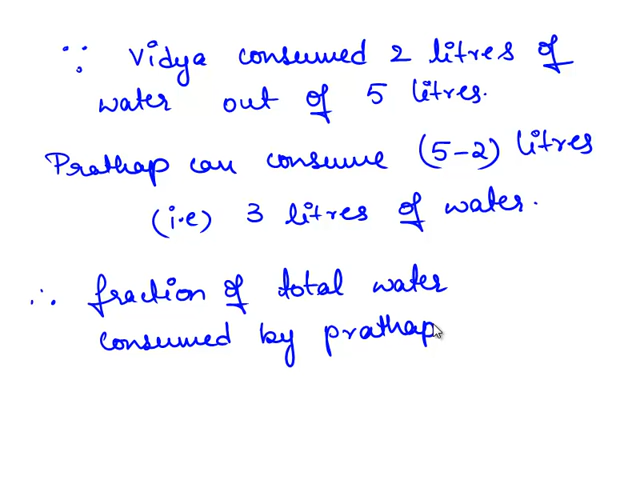 ∵ Vidya consumed 2 litres of
water out of 5 litres.
Prathap can consume (5-2) litres
(i.e) 3 litres of water.
∴ fraction of total water
consumed by prathap